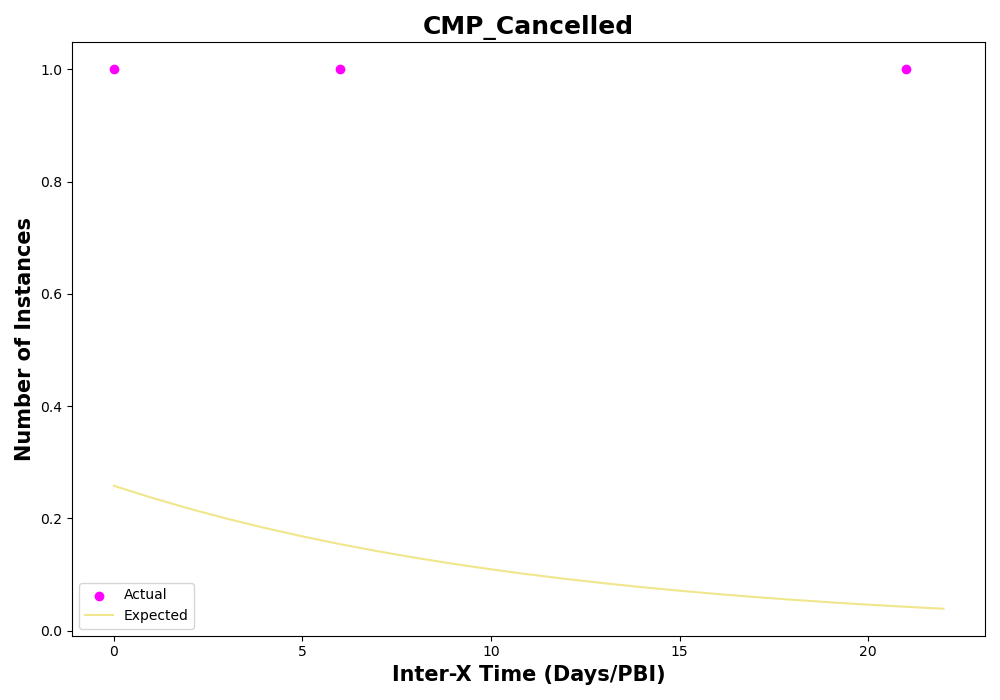 CMP_Cancelled
Number of Instances
1.0
0.8
0.6
0.4
0.2
0.0
Actual
Expected
0 5 10 15 20
Inter-X Time (Days/PBI)